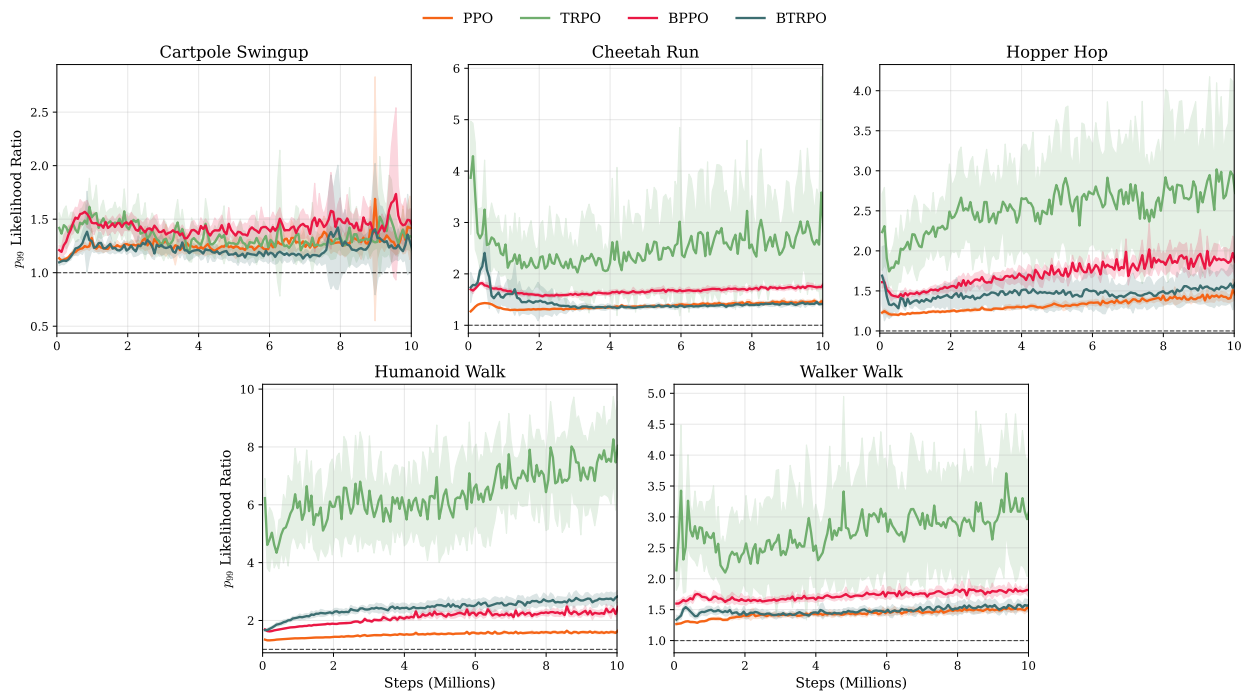 PPO TRPO BPPO BTRPO
Cartpole Swingup
p99 Likelihood Ratio
2.5
2.0
1.5
1.0
0.5
0 2 4 6 8 10
Cheetah Run
6
5
4
3
2
1
0 2 4 6 8 10
Hopper Hop
4.0
3.5
3.0
2.5
2.0
1.5
1.0
0 2 4 6 8 10
Humanoid Walk
p99 Likelihood Ratio
10
8
6
4
2
0 2 4 6 8 10
Steps (Millions)
Walker Walk
5.0
4.5
4.0
3.5
3.0
2.5
2.0
1.5
1.0
0 2 4 6 8 10
Steps (Millions)